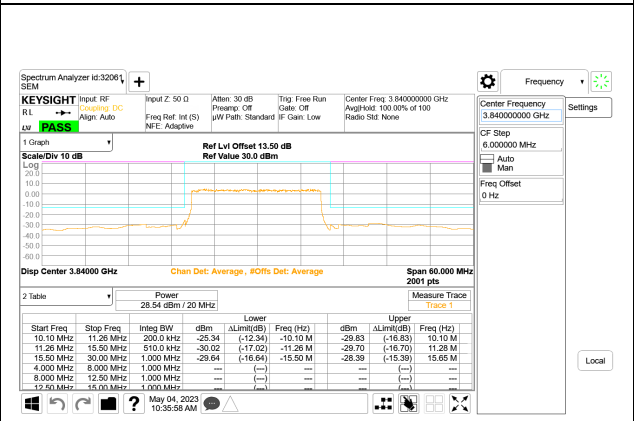 Spectrum Analyzer id:32061
SEM
Frequency
KEYSIGHT
RL
LXI PASS
Input: RF
Coupling: DC
Align: Auto
Input Z: 50 Ω
Freq Ref: Int (S)
NFE: Adaptive
Atten: 30 dB
Preamp: Off
µW Path: Standard
Trig: Free Run
Gate: Off
IF Gain: Low
Center Freq: 3.840000000 GHz
Avg|Hold: 100.00% of 100
Radio Std: None
Center Frequency
3.840000000 GHz
Settings
CF Step
6.000000 MHz
Auto
Man
Freq Offset
0 Hz
Local
1 Graph
Scale/Div 10 dB
Ref Lvl Offset 13.50 dB
Ref Value 30.0 dBm
Log
20.0
10.0
0.00
-10.0
-20.0
-30.0
-40.0
-50.0
-60.0
Disp Center 3.84000 GHz
Chan Det: Average , #Offs Det: Average
Span 60.000 MHz
2001 pts
2 Table
Power
28.54 dBm / 20 MHz
Measure Trace
Trace 1
Lower Upper
Start Freq Stop Freq Integ BW dBm ΔLimit(dB) Freq (Hz) dBm ΔLimit(dB) Freq (Hz)
10.10 MHz 11.26 MHz 200.0 kHz -25.34 (-12.34) -10.10 M -29.83 (-16.83) 10.10 M
11.26 MHz 15.50 MHz 510.0 kHz -30.02 (-17.02) -11.26 M -29.70 (-16.70) 11.28 M
15.50 MHz 30.00 MHz 1.000 MHz -29.64 (-16.64) -15.50 M -28.39 (-15.39) 15.65 M
4.000 MHz 8.000 MHz 1.000 MHz --- (---) --- --- (---) ---
8.000 MHz 12.50 MHz 1.000 MHz --- (---) --- --- (---) ---
12.50 MHz 15.00 MHz 1.000 MHz --- (---) --- --- (---) ---
May 04, 2023
10:35:58 AM